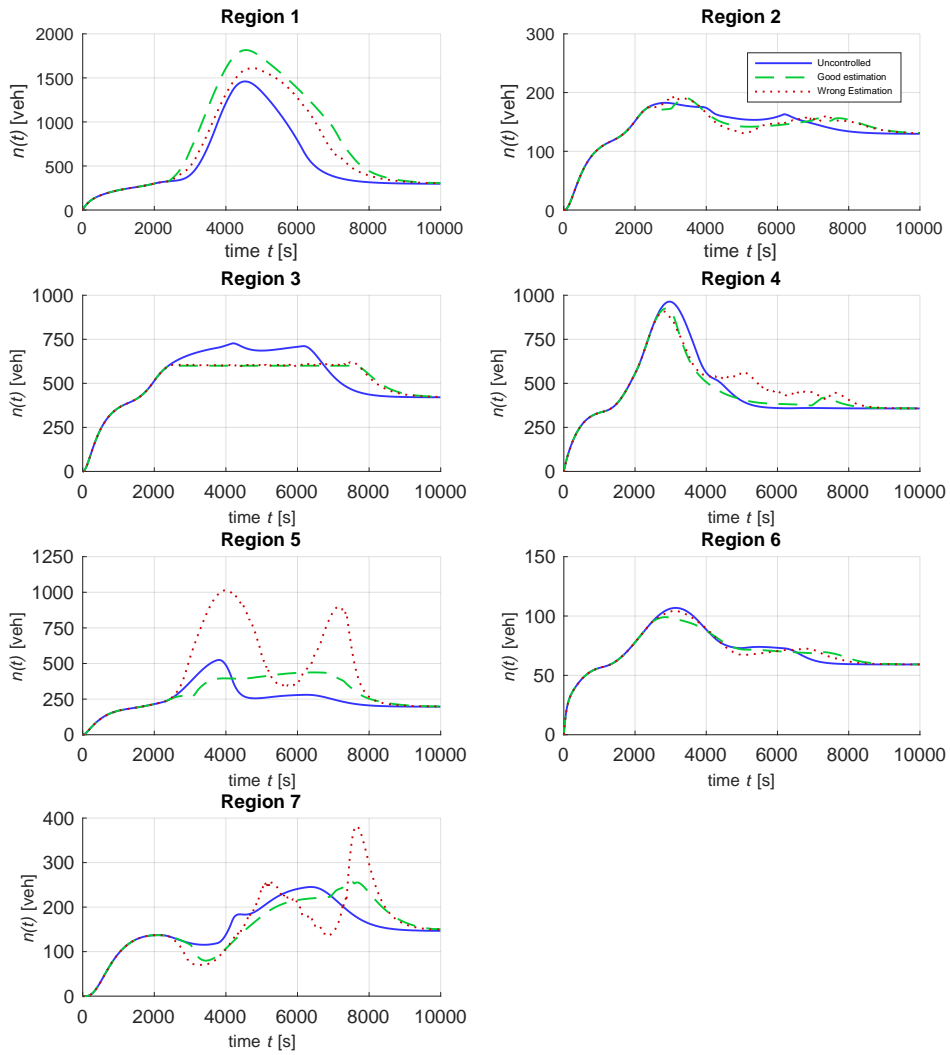 Region 1
n(t) [veh]
2000
1500
1000
500
0
0 2000 4000 6000 8000 10000
time t [s]
Region 2
n(t) [veh]
300
200
100
0
0 2000 4000 6000 8000 10000
time t [s]
Uncontrolled
Good estimation
Wrong Estimation
Region 3
n(t) [veh]
1000
750
500
250
0
0 2000 4000 6000 8000 10000
time t [s]
Region 4
n(t) [veh]
1000
750
500
250
0
0 2000 4000 6000 8000 10000
time t [s]
Region 5
n(t) [veh]
1250
1000
750
500
250
0
0 2000 4000 6000 8000 10000
time t [s]
Region 6
n(t) [veh]
150
100
50
0
0 2000 4000 6000 8000 10000
time t [s]
Region 7
n(t) [veh]
400
300
200
100
0
0 2000 4000 6000 8000 10000
time t [s]